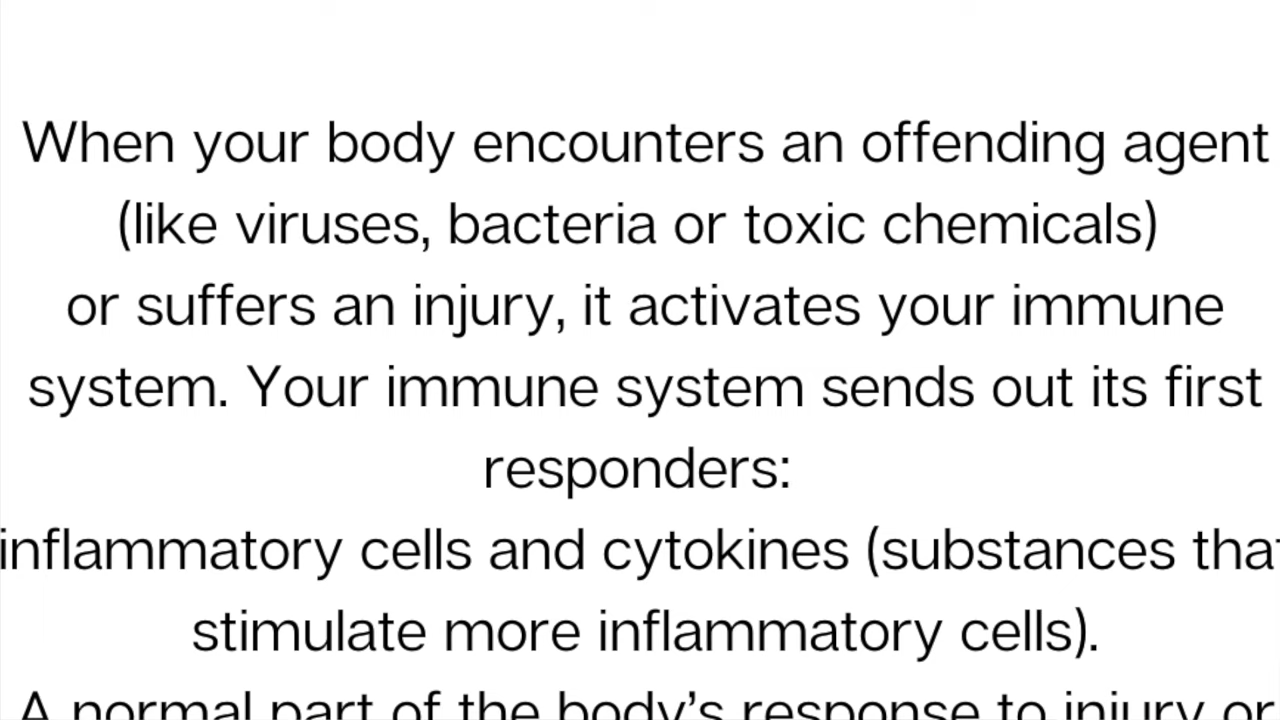 When your body encounters an offending agent
(like viruses, bacteria or toxic chemicals)
or suffers an injury, it activates your immune
system. Your immune system sends out its first
responders:
inflammatory cells and cytokines (substances that
stimulate more inflammatory cells).
A normal part of the body’s response to injury or